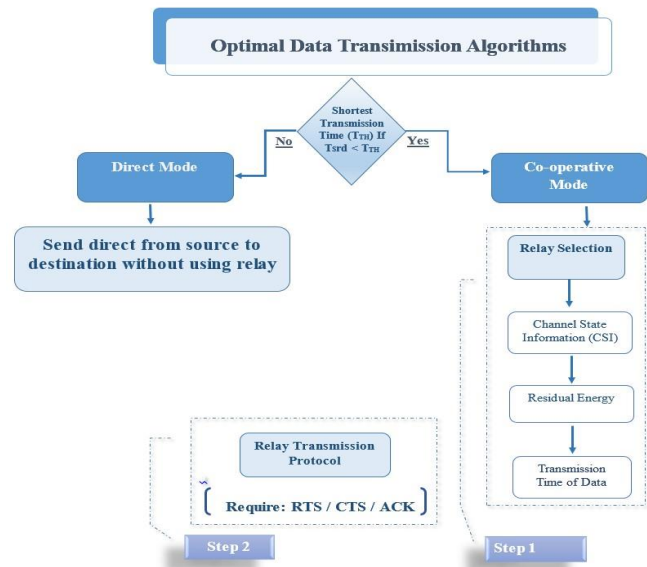 Optimal Data Transimission Algorithms
Shortest
Transmission
Time (TTH) If
Tsrd < TTH
No
Yes
Direct Mode
Send direct from source to
destination without using relay
Co-operative
Mode
Relay Selection
Channel State
Information (CSI)
Residual Energy
Transmission
Time of Data
Step 1
Relay Transmission
Protocol
( Require: RTS / CTS / ACK )
Step 2